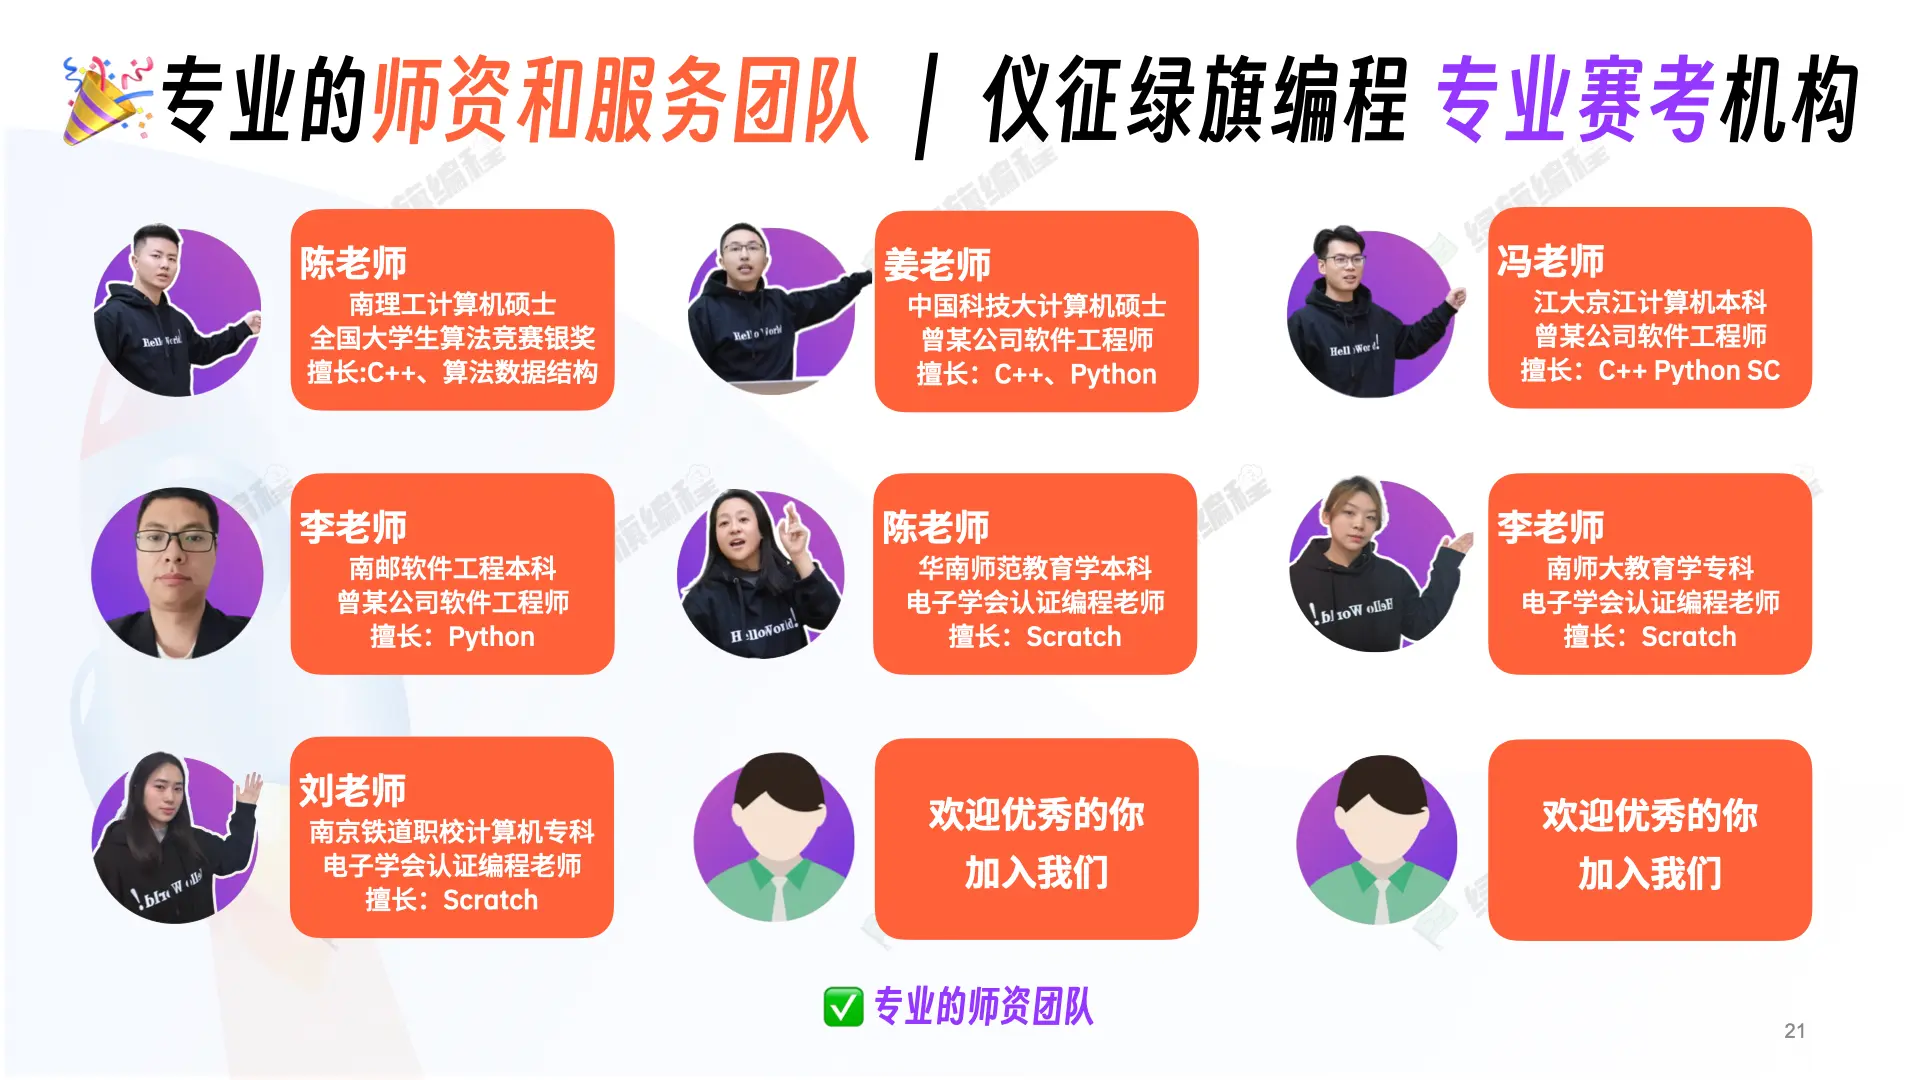 专业的师资和服务团队 | 仪征绿旗编程 专业赛考机构
陈老师
南理工计算机硕士
全国大学生算法竞赛银奖
擅长:C++、算法数据结构
姜老师
中国科技大计算机硕士
曾某公司软件工程师
擅长：C++、Python
冯老师
江大京江计算机本科
曾某公司软件工程师
擅长：C++ Python SC
李老师
南邮软件工程本科
曾某公司软件工程师
擅长：Python
陈老师
华南师范教育学本科
电子学会认证编程老师
擅长：Scratch
李老师
南师大教育学专科
电子学会认证编程老师
擅长：Scratch
刘老师
南京铁道职校计算机专科
电子学会认证编程老师
擅长：Scratch
欢迎优秀的你
加入我们
欢迎优秀的你
加入我们
专业的师资团队
21